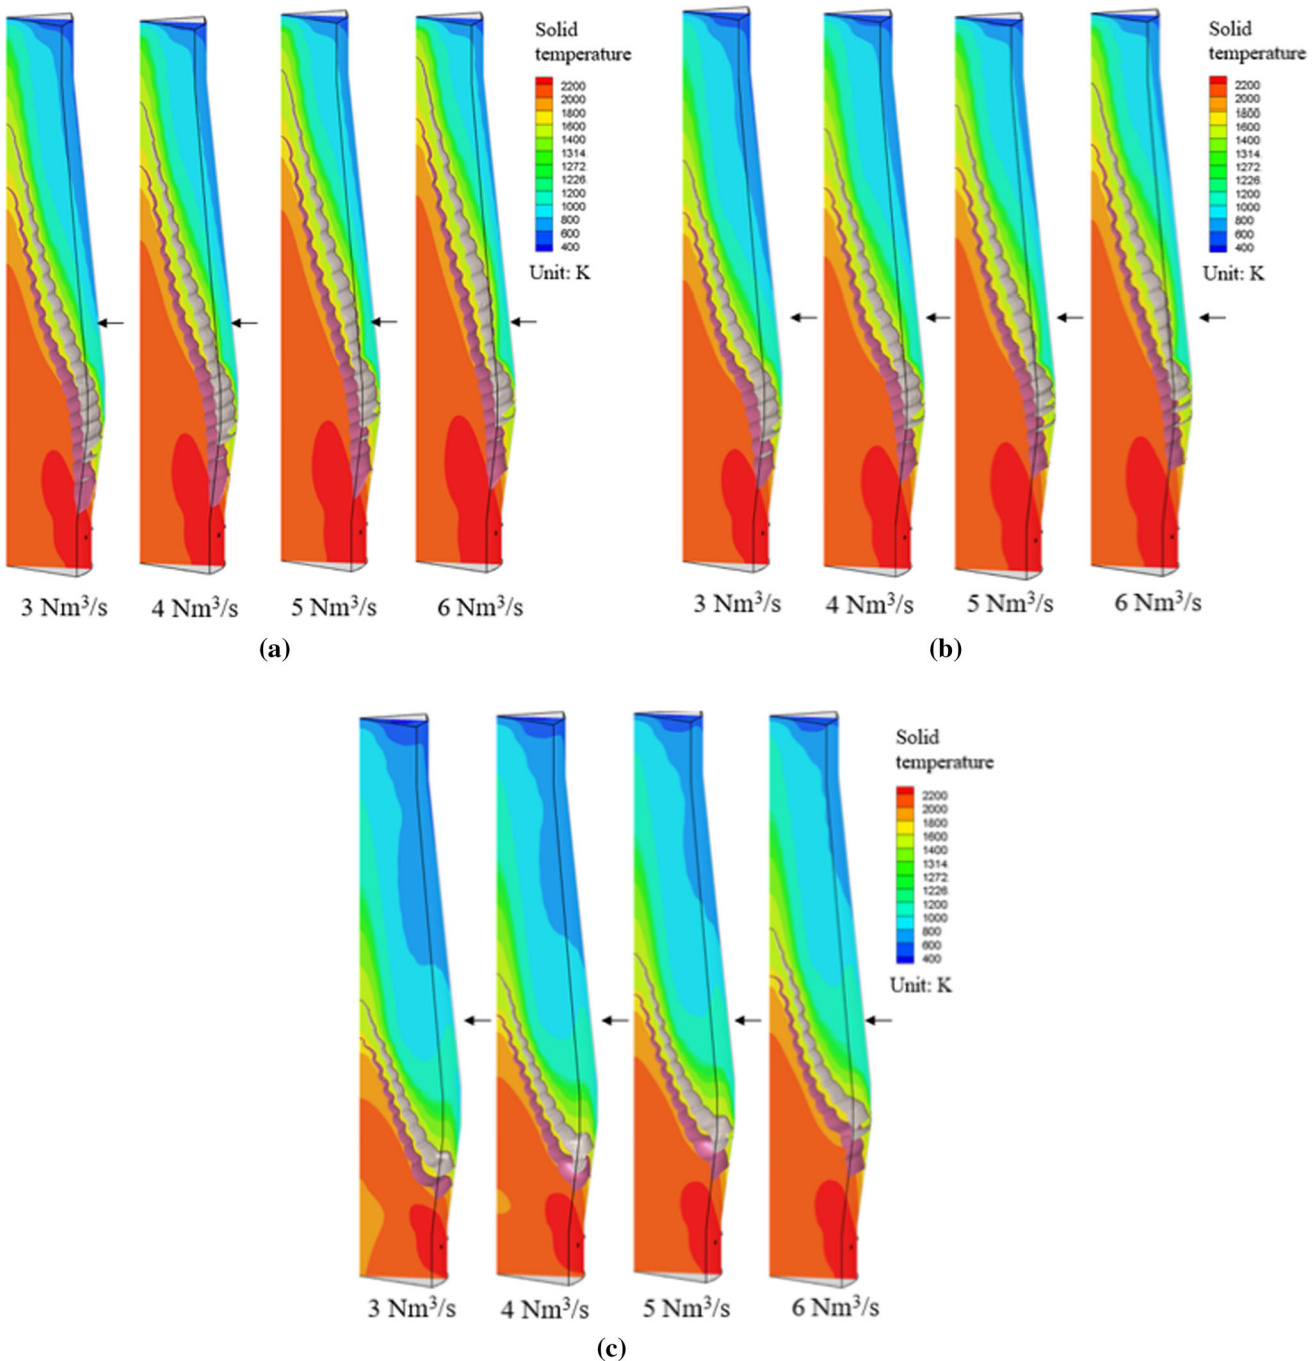 Solid
temperature
2200
2000
1600
1400
1314
1272
1226
1200
1000
800
600
400
Unit: K
3 Nm³/s
4 Nm³/s
5 Nm³/s
6 Nm³/s
(a)
Solid
temperature
2200
2000
1800
1600
1400
1314
1272
1226
1200
1000
800
600
400
Unit: K
3 Nm³/s
4 Nm³/s
5 Nm³/s
6 Nm³/s
(b)
Solid
temperature
2200
2000
1800
1600
1400
1314
1272
1226
1200
1000
800
600
400
Unit: K
3 Nm³/s
4 Nm³/s
5 Nm³/s
6 Nm³/s
(c)